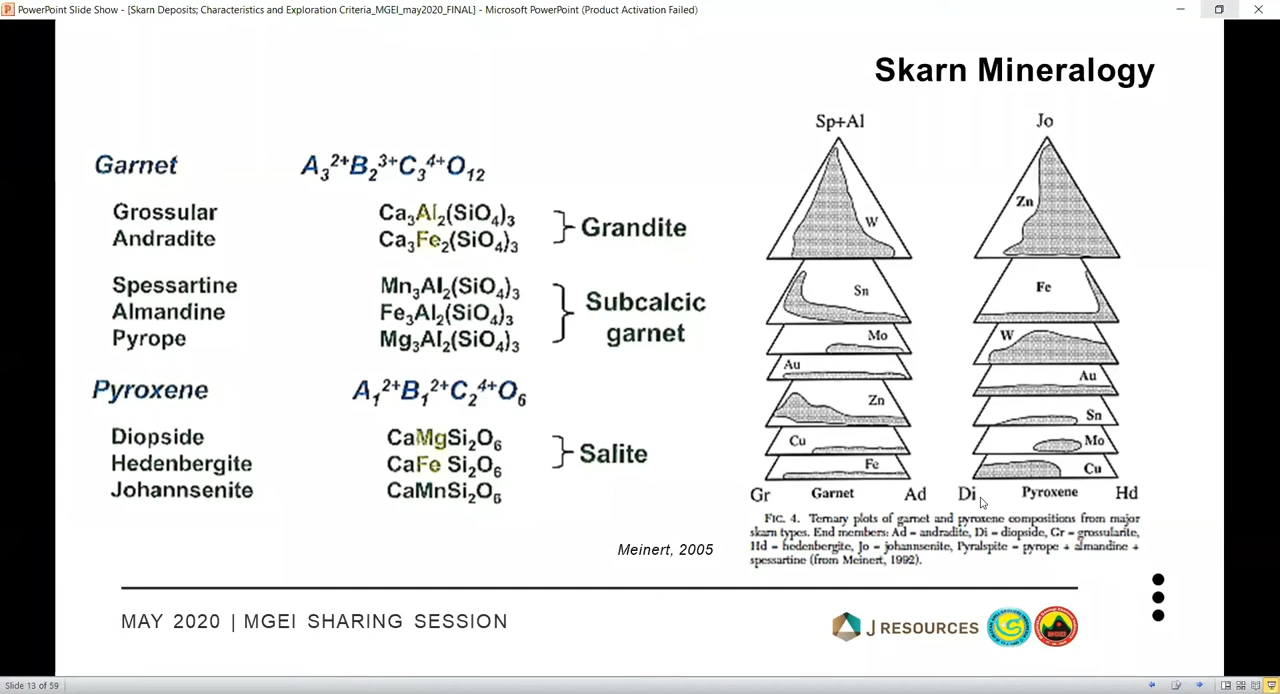 PowerPoint Slide Show - [Skarn Deposits; Characteristics and Exploration Criteria_MGEI_may2020_FINAL] - Microsoft PowerPoint (Product Activation Failed)
Skarn Mineralogy
Garnet A₃²⁺B₂³⁺C₃⁴⁺O₁₂
Grossular Ca₃Al₂(SiO₄)₃
Andradite Ca₃Fe₂(SiO₄)₃
} Grandite
Spessartine Mn₃Al₂(SiO₄)₃
Almandine Fe₃Al₂(SiO₄)₃
Pyrope Mg₃Al₂(SiO₄)₃
} Subcalcic
garnet
Pyroxene A₁²⁺B₁²⁺C₂⁴⁺O₆
Diopside CaMgSi₂O₆
Hedenbergite CaFe Si₂O₆
Johannsenite CaMnSi₂O₆
} Salite
Sp+Al
W
Sn
Mo
Au
Zn
Cu
Fe
Gr Garnet Ad
Jo
Zn
Fe
W
Au
Sn
Mo
Cu
Di Pyroxene Hd
FIG. 4. Ternary plots of garnet and pyroxene compositions from major
skarn types. End members: Ad = andradite, Di = diopside, Gr = grossularite,
Hd = hedenbergite, Jo = johannsenite, Pyralspite = pyrope + almandine +
spessartine (from Meinert, 1992).
Meinert, 2005
MAY 2020 | MGEI SHARING SESSION
J RESOURCES
MGEI
Slide 13 of 59